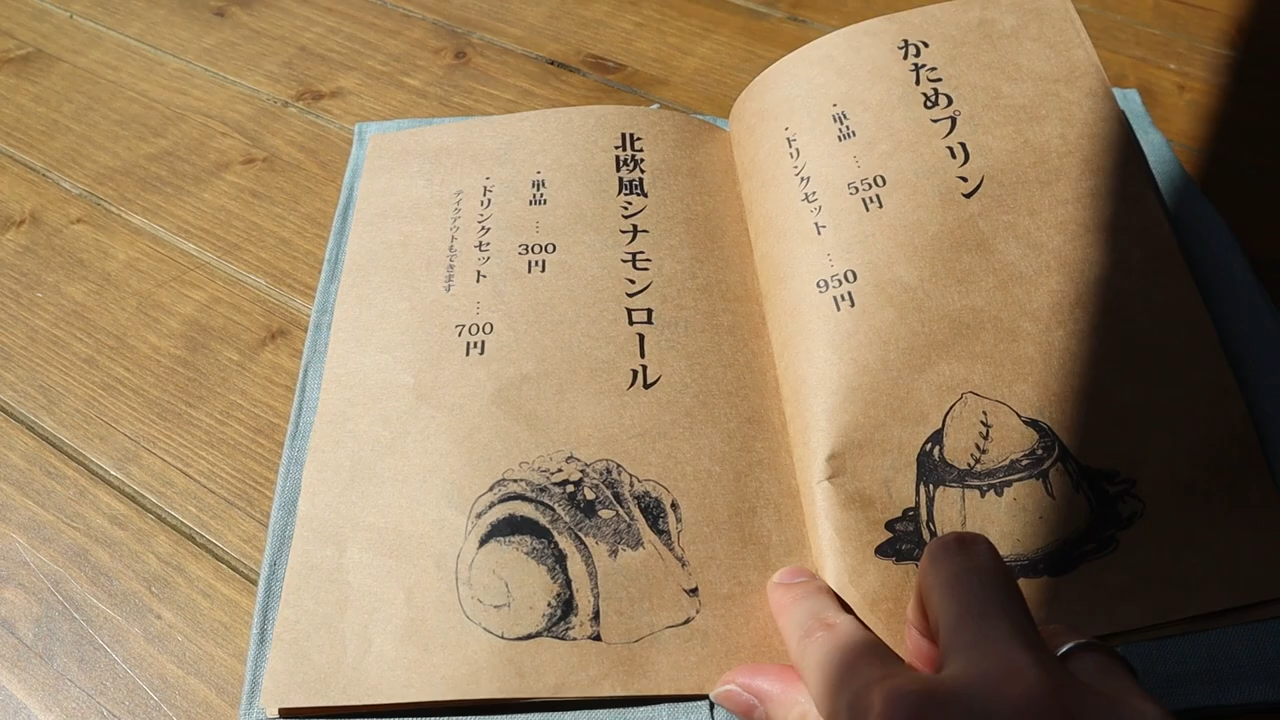 かためプリン
・単品…550円
・ドリンクセット…950円
北欧風シナモンロール
・単品…300円
・ドリンクセット…700円
テイクアウトもできます。